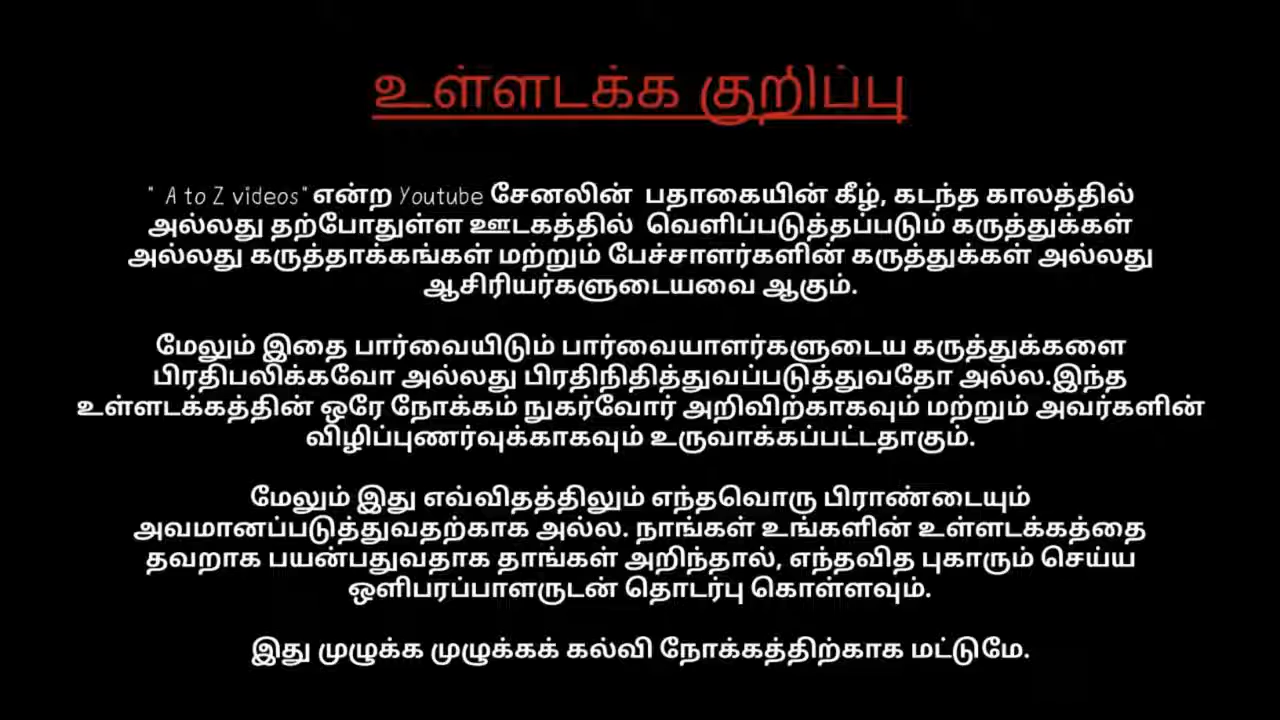 உள்ளடக்க குறிப்பு
" A to Z videos" என்ற Youtube சேனலின் பதாகையின் கீழ், கடந்த காலத்தில்
அல்லது தற்போதுள்ள ஊடகத்தில் வெளிப்படுத்தப்படும் கருத்துக்கள்
அல்லது கருத்தாக்கங்கள் மற்றும் பேச்சாளர்களின் கருத்துக்கள் அல்லது
ஆசிரியர்களுடையவை ஆகும்.
மேலும் இதை பார்வையிடும் பார்வையாளர்களுடைய கருத்துக்களை
பிரதிபலிக்கவோ அல்லது பிரதிநிதித்துவப்படுத்துவதோ அல்ல.இந்த
உள்ளடக்கத்தின் ஒரே நோக்கம் நுகர்வோர் அறிவிற்காகவும் மற்றும் அவர்களின்
விழிப்புணர்வுக்காகவும் உருவாக்கப்பட்டதாகும்.
மேலும் இது எவ்விதத்திலும் எந்தவொரு பிராண்டையும்
அவமானப்படுத்துவதற்காக அல்ல. நாங்கள் உங்களின் உள்ளடக்கத்தை
தவறாக பயன்பதுவதாக தாங்கள் அறிந்தால், எந்தவித புகாரும் செய்ய
ஒளிபரப்பாளருடன் தொடர்பு கொள்ளவும்.
இது முழுக்க முழுக்கக் கல்வி நோக்கத்திற்காக மட்டுமே.